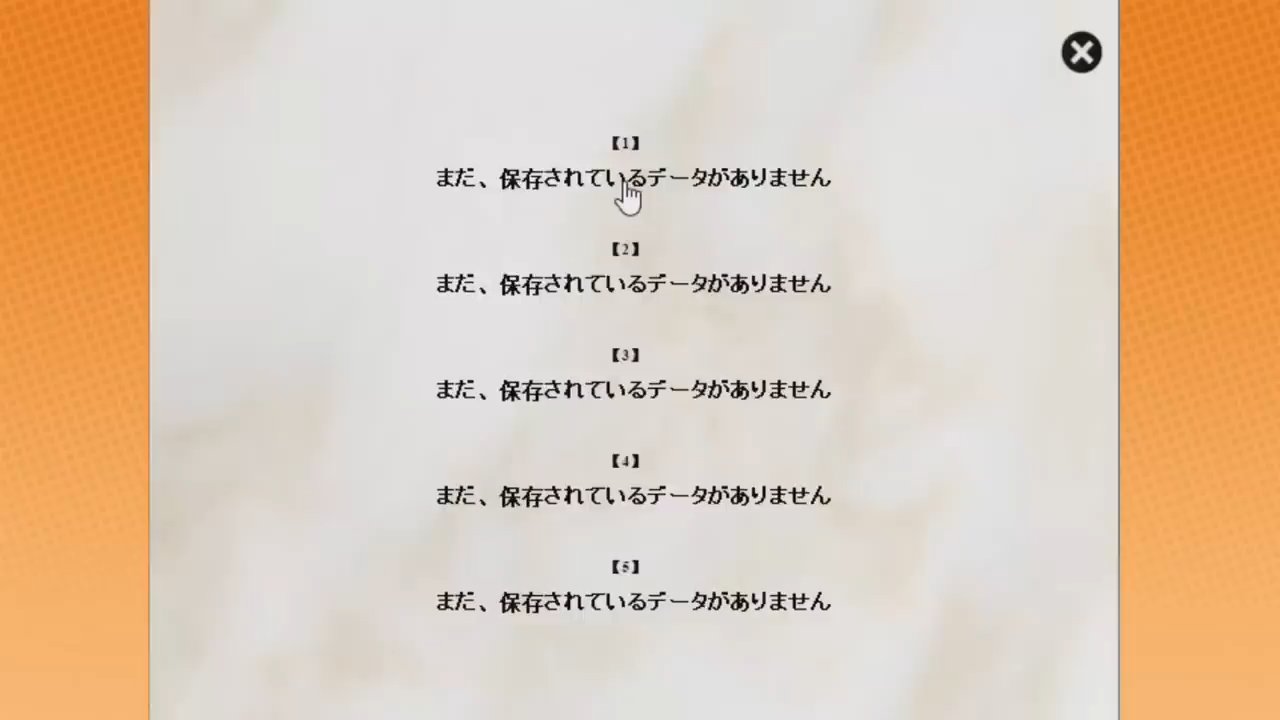 【1】
まだ、保存されているデータがありません
【2】
まだ、保存されているデータがありません
【3】
まだ、保存されているデータがありません
【4】
まだ、保存されているデータがありません
【5】
まだ、保存されているデータがありません